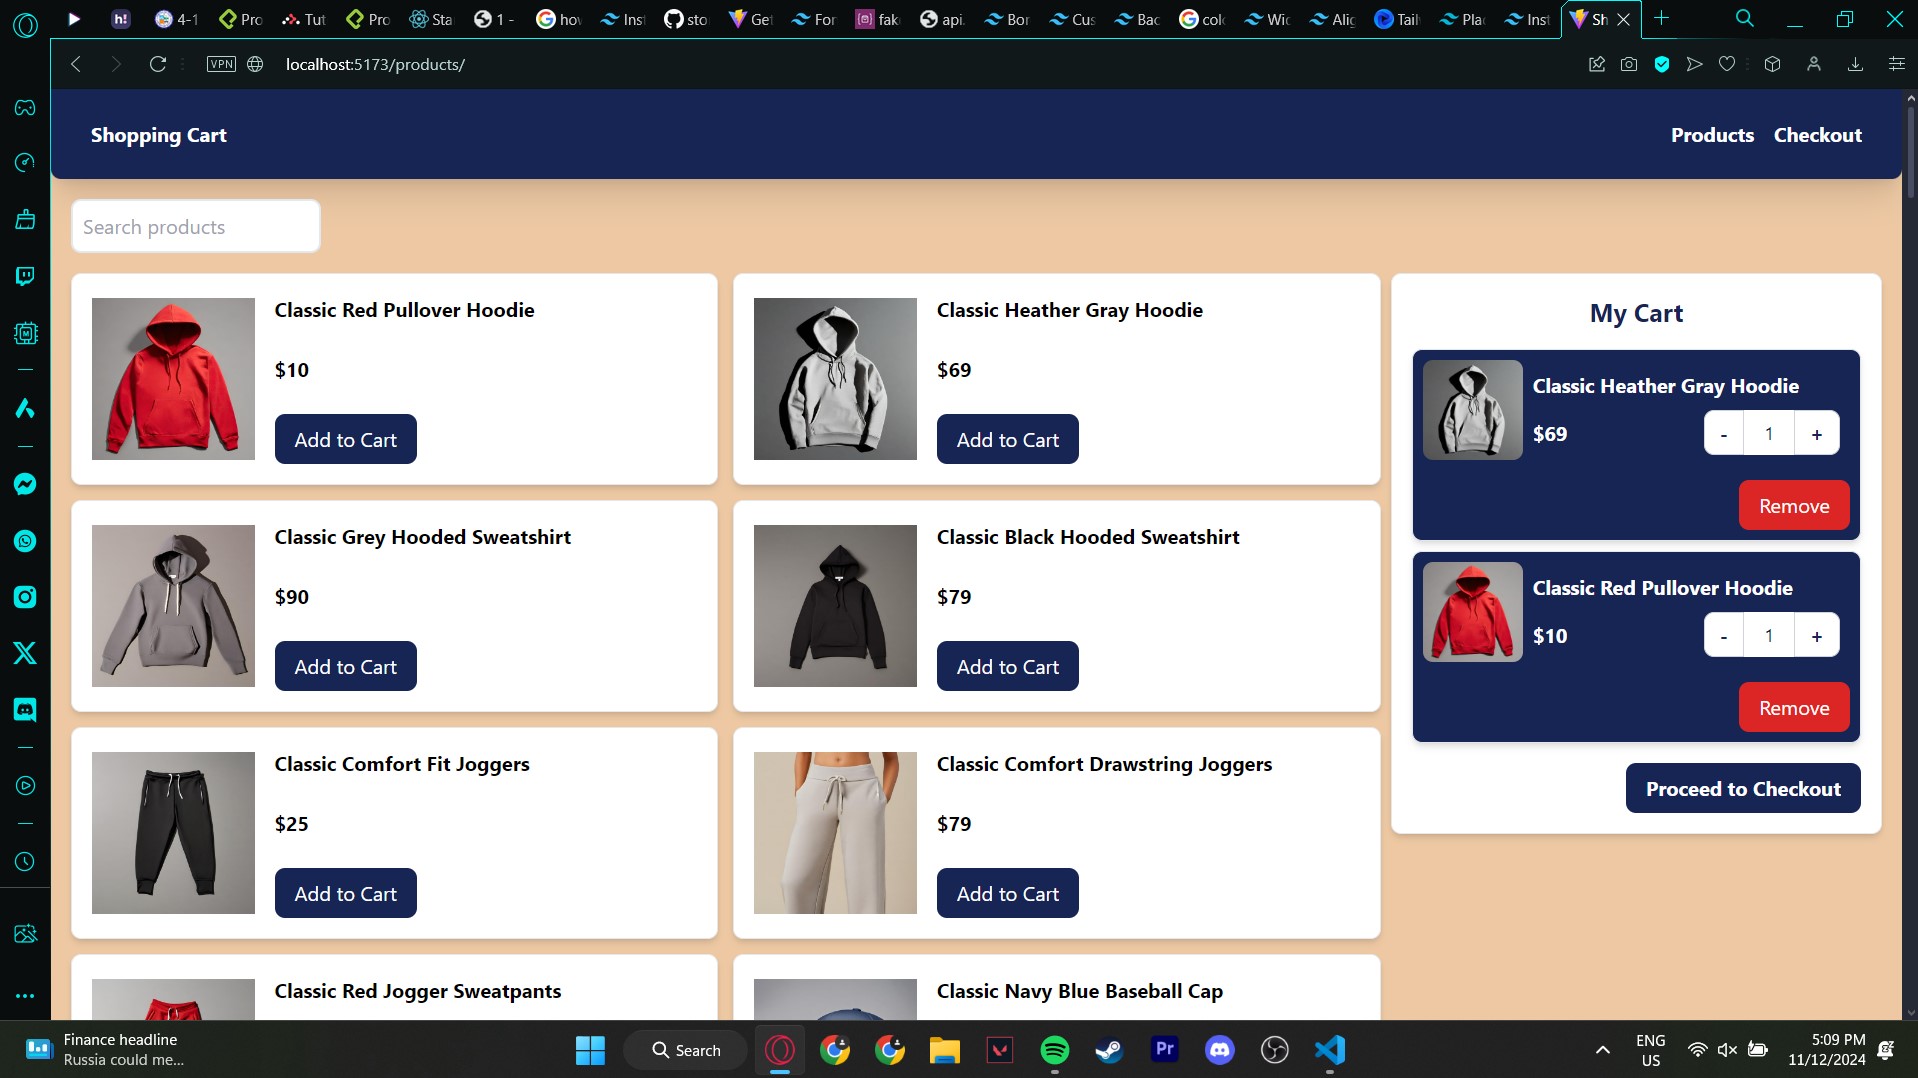 4-1
Pro
Tut
Pro
Sta
1 -
hov
Inst
sto
Get
For
fake
api.
Bor
Cus
Bac
colo
Wid
Alig
Tail
Pla
Inst
Sh
VPN
localhost:5173/products/
Shopping Cart
Products
Checkout
Search products
Classic Red Pullover Hoodie
$10
Add to Cart
Classic Heather Gray Hoodie
$69
Add to Cart
My Cart
Classic Heather Gray Hoodie
$69
- 1 +
Remove
Classic Red Pullover Hoodie
$10
- 1 +
Remove
Proceed to Checkout
Classic Grey Hooded Sweatshirt
$90
Add to Cart
Classic Black Hooded Sweatshirt
$79
Add to Cart
Classic Comfort Fit Joggers
$25
Add to Cart
Classic Comfort Drawstring Joggers
$79
Add to Cart
Classic Red Jogger Sweatpants
Classic Navy Blue Baseball Cap
Finance headline
Russia could me...
Search
Pr
ENG
US
5:09 PM
11/12/2024